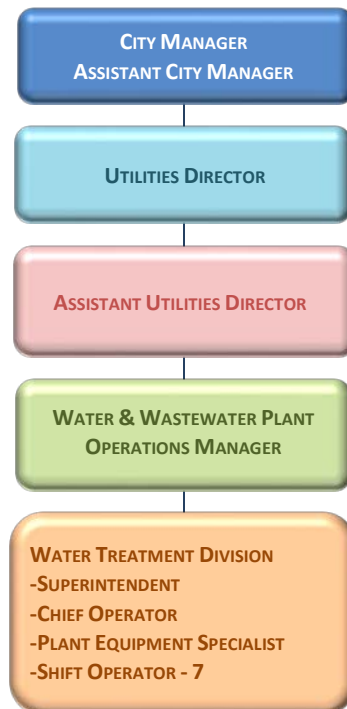 City Manager
Assistant City Manager
Utilities Director
Assistant Utilities Director
Water & Wastewater Plant
Operations Manager
Water Treatment Division
-Superintendent
-Chief Operator
-Plant Equipment Specialist
-Shift Operator - 7